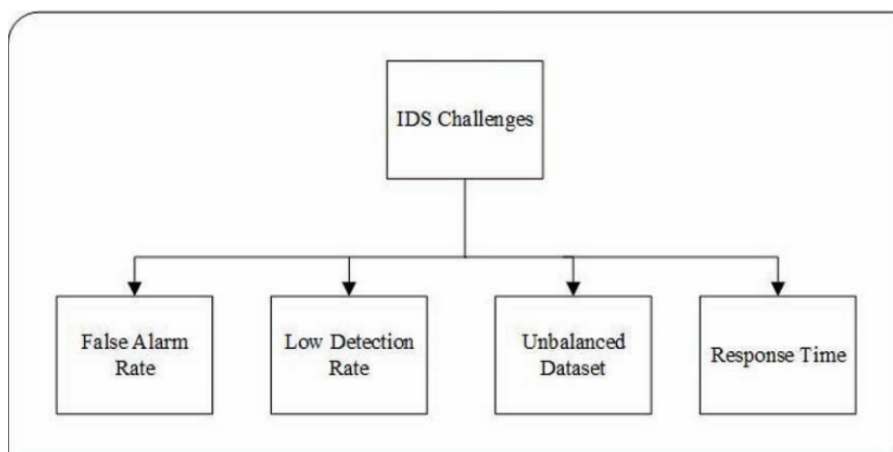 IDS Challenges
False Alarm
Rate
Low Detection
Rate
Unbalanced
Dataset
Response Time